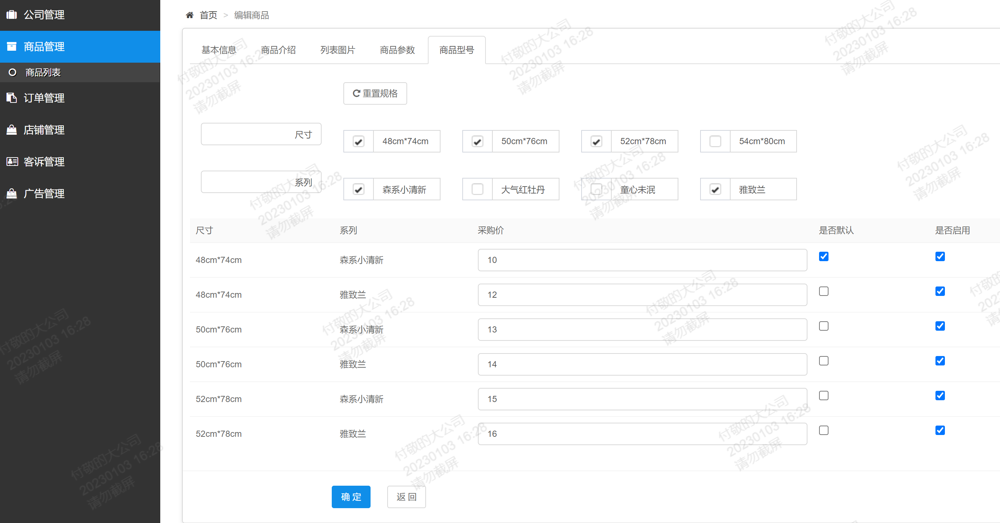 公司管理
商品管理
商品列表
订单管理
店铺管理
客诉管理
广告管理
首页 > 编辑商品
基本信息 商品介绍 列表图片 商品参数 商品型号
重置规格
尺寸 48cm*74cm 50cm*76cm 52cm*78cm 54cm*80cm
系列 森系小清新 大气红牡丹 童心未泯 雅致兰
尺寸 系列 采购价 是否默认 是否启用
48cm*74cm 森系小清新 10
48cm*74cm 雅致兰 12
50cm*76cm 森系小清新 13
50cm*76cm 雅致兰 14
52cm*78cm 森系小清新 15
52cm*78cm 雅致兰 16
确 定 返 回
付敬的大公司
20230103 16:28
请勿截屏